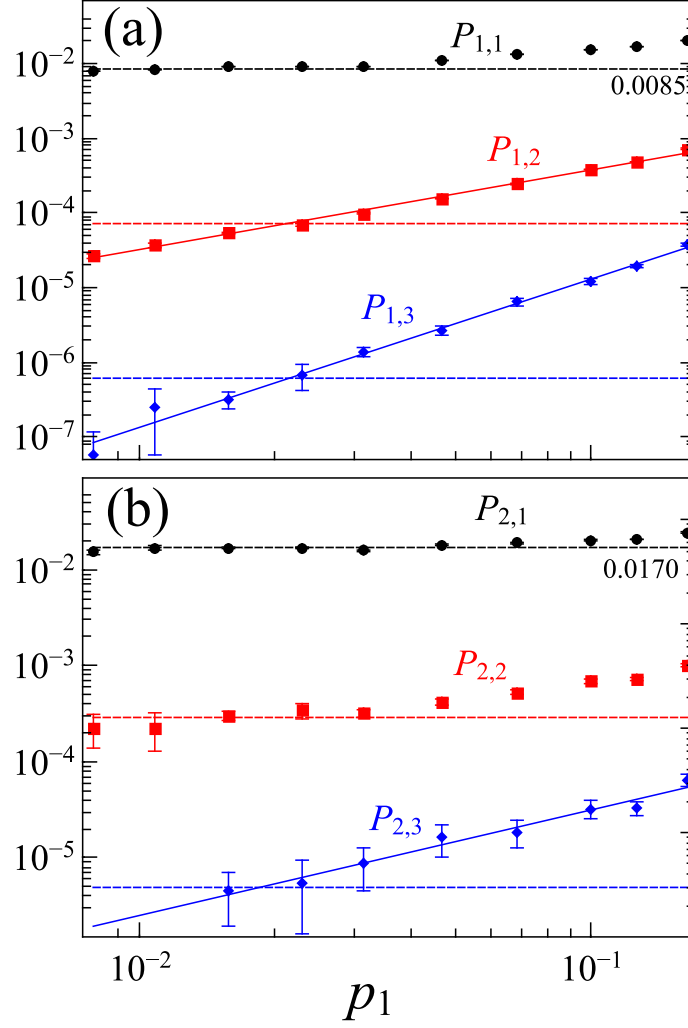 (a)
P₁,₁
10⁻²
0.0085
10⁻³
P₁,₂
10⁻⁴
10⁻⁵
P₁,₃
10⁻⁶
10⁻⁷
(b)
P₂,₁
10⁻²
0.0170
10⁻³
P₂,₂
10⁻⁴
P₂,₃
10⁻⁵
10⁻² 10⁻¹
p₁